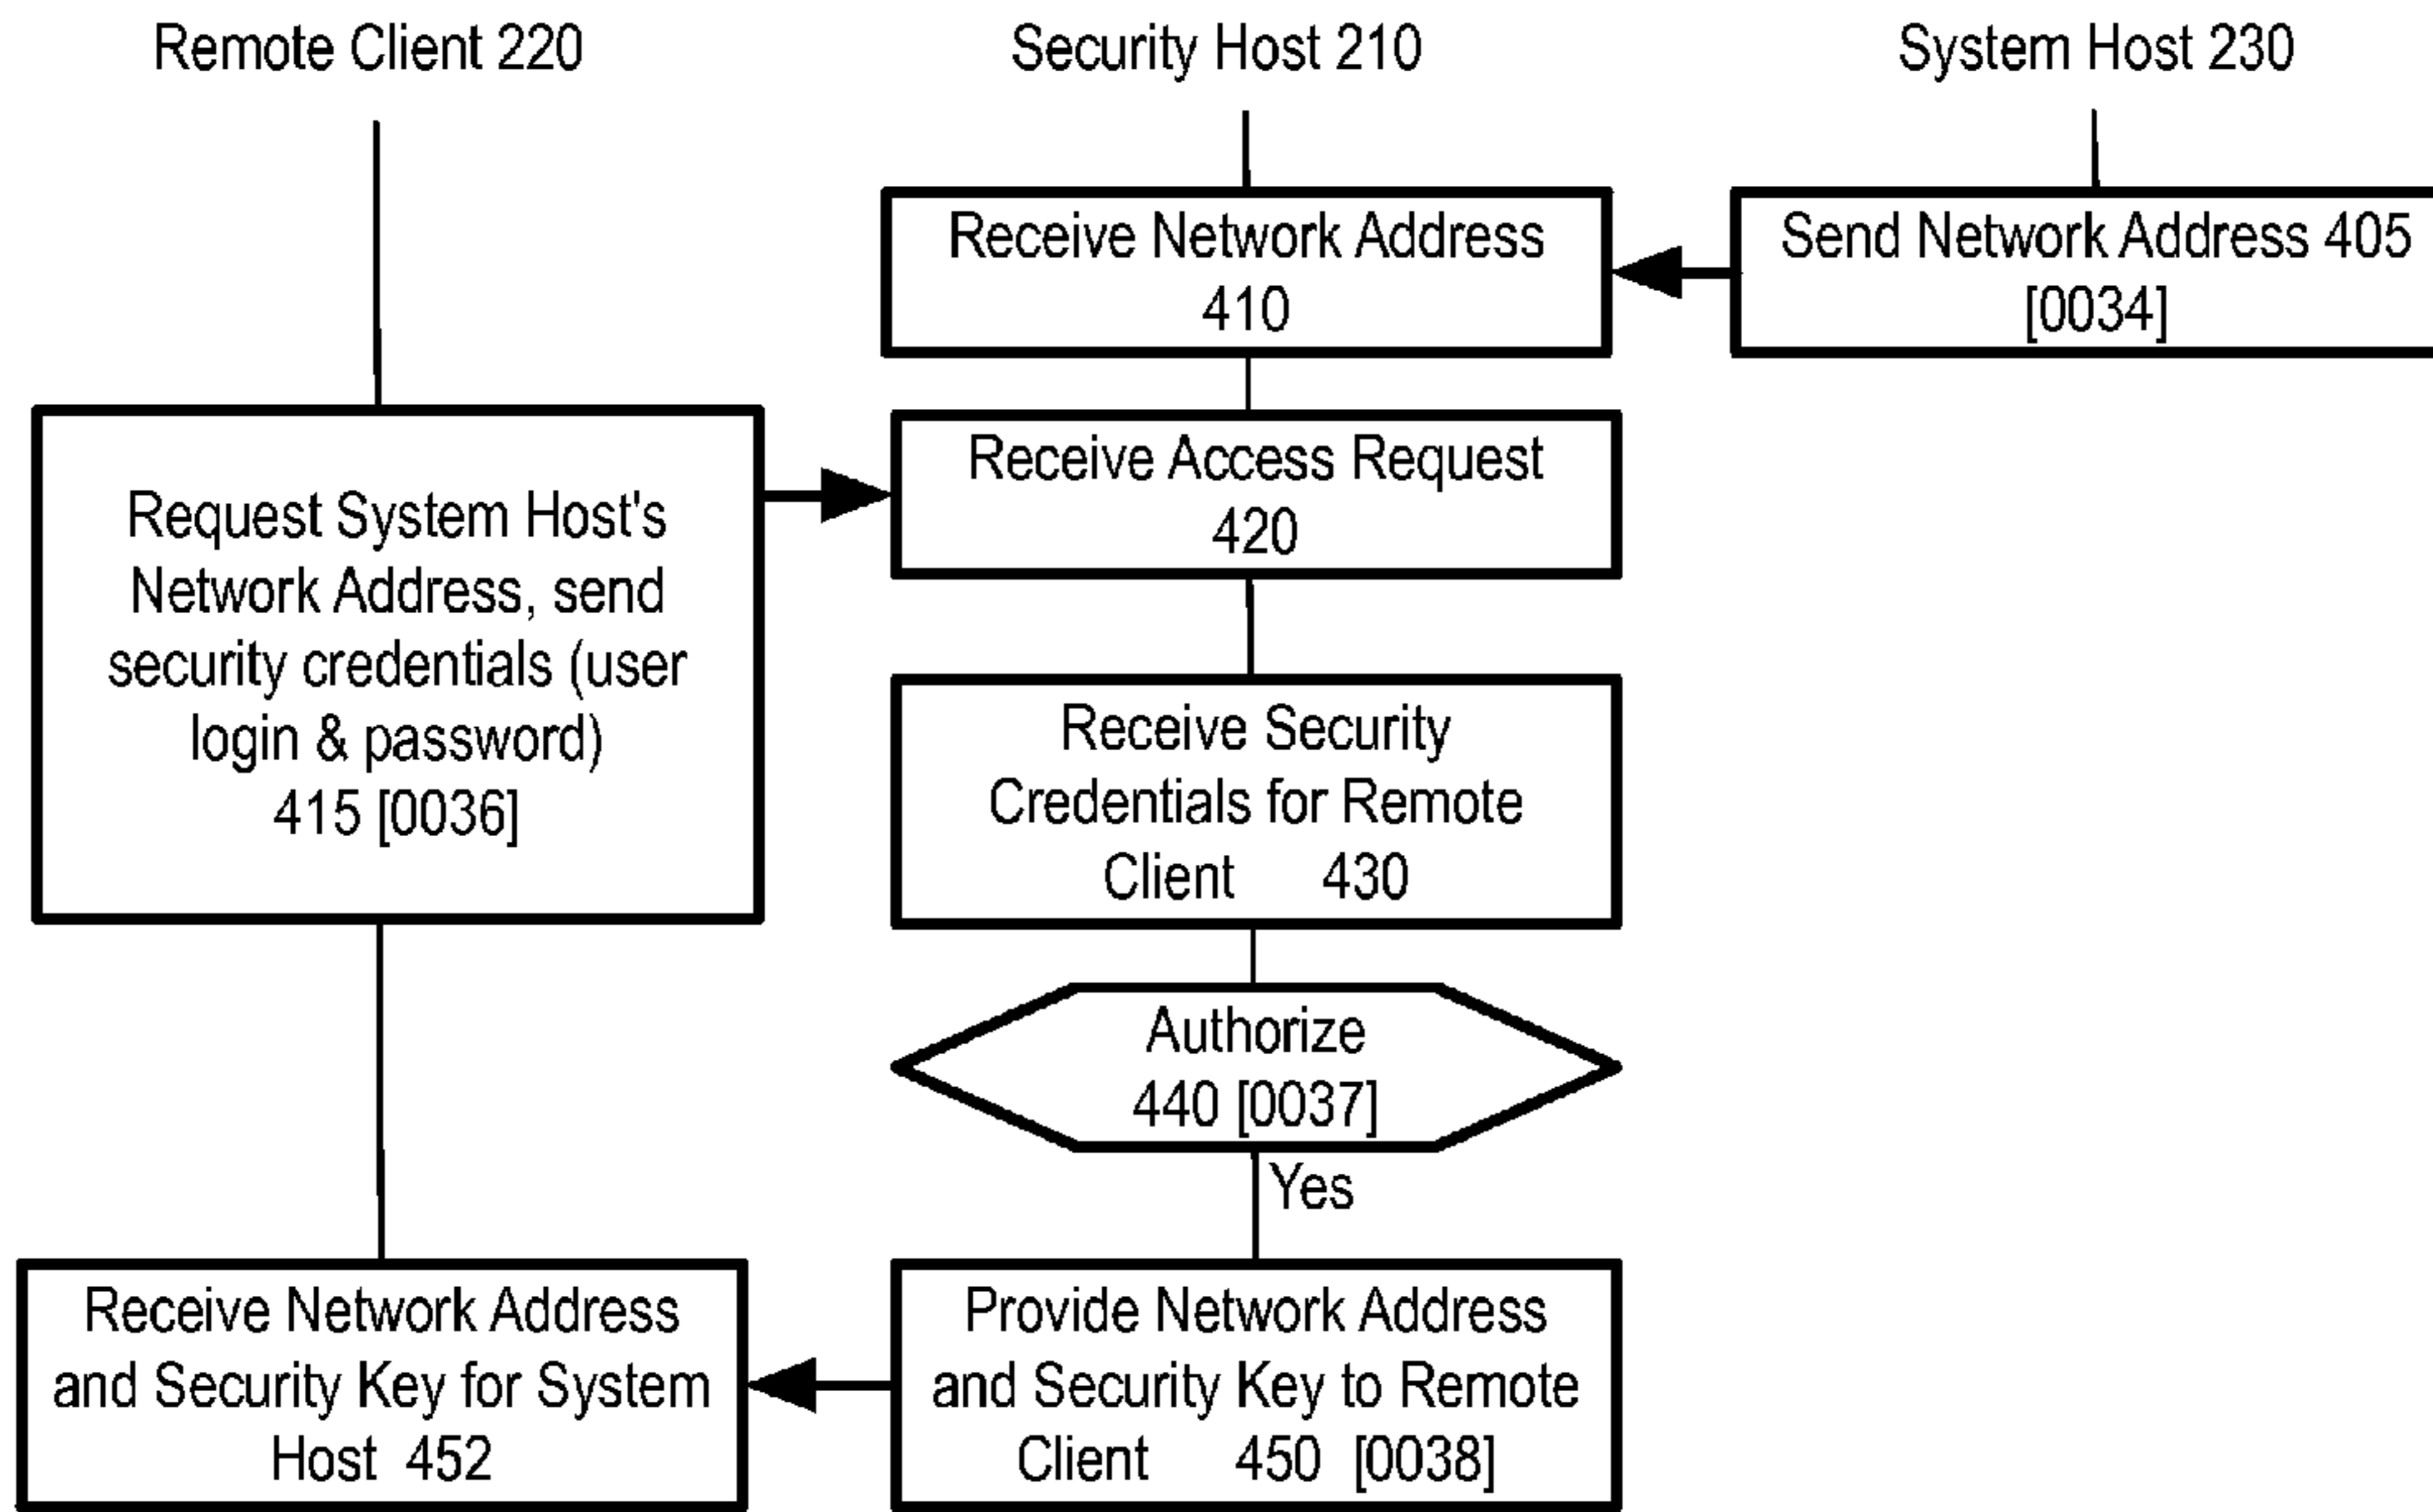 Remote Client 220
Security Host 210
System Host 230
Receive Network Address
410
Send Network Address 405
[0034]
Request System Host's
Network Address, send
security credentials (user
login & password)
415 [0036]
Receive Access Request
420
Receive Security
Credentials for Remote
Client 430
Authorize
440 [0037]
Yes
Receive Network Address
and Security Key for System
Host 452
Provide Network Address
and Security Key to Remote
Client 450 [0038]